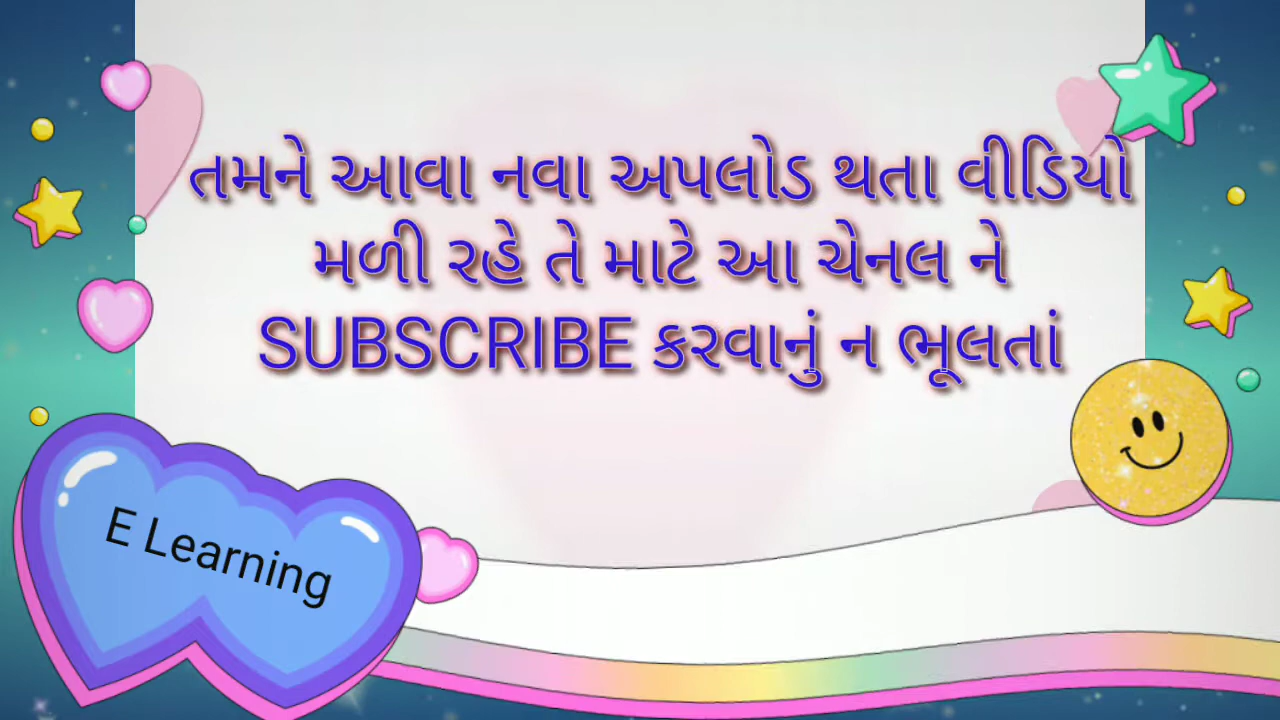 તમને આવા નવા અપલોડ થતા વીડિયો
મળી રહે તે માટે આ ચેનલ ને
SUBSCRIBE કરવાનું ન ભૂલતાં
E Learning